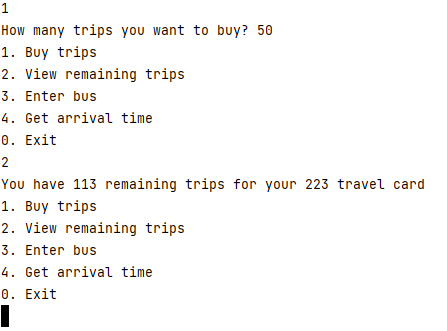 1
How many trips you want to buy? 50
1. Buy trips
2. View remaining trips
3. Enter bus
4. Get arrival time
0. Exit
2
You have 113 remaining trips for your 223 travel card
1. Buy trips
2. View remaining trips
3. Enter bus
4. Get arrival time
0. Exit